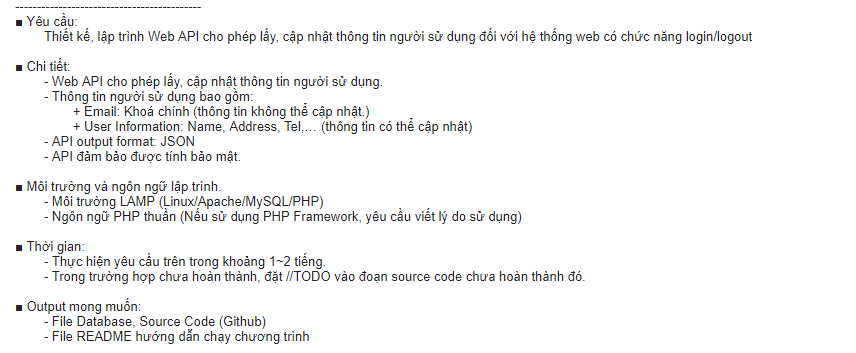 -------------------------------------------
■ Yêu cầu:
Thiết kế, lập trình Web API cho phép lấy, cập nhật thông tin người sử dụng đối với hệ thống web có chức năng login/logout
■ Chi tiết:
- Web API cho phép lấy, cập nhật thông tin người sử dụng.
- Thông tin người sử dụng bao gồm:
+ Email: Khoá chính (thông tin không thể cập nhật.)
+ User Information: Name, Address, Tel,... (thông tin có thể cập nhật)
- API output format: JSON
- API đảm bảo được tính bảo mật.
■ Môi trường và ngôn ngữ lập trình.
- Môi trường LAMP (Linux/Apache/MySQL/PHP)
- Ngôn ngữ PHP thuần (Nếu sử dụng PHP Framework, yêu cầu viết lý do sử dụng)
■ Thời gian:
- Thực hiện yêu cầu trên trong khoảng 1~2 tiếng.
- Trong trường hợp chưa hoàn thành, đặt //TODO vào đoạn source code chưa hoàn thành đó.
■ Output mong muốn:
- File Database, Source Code (Github)
- File README hướng dẫn chạy chương trình